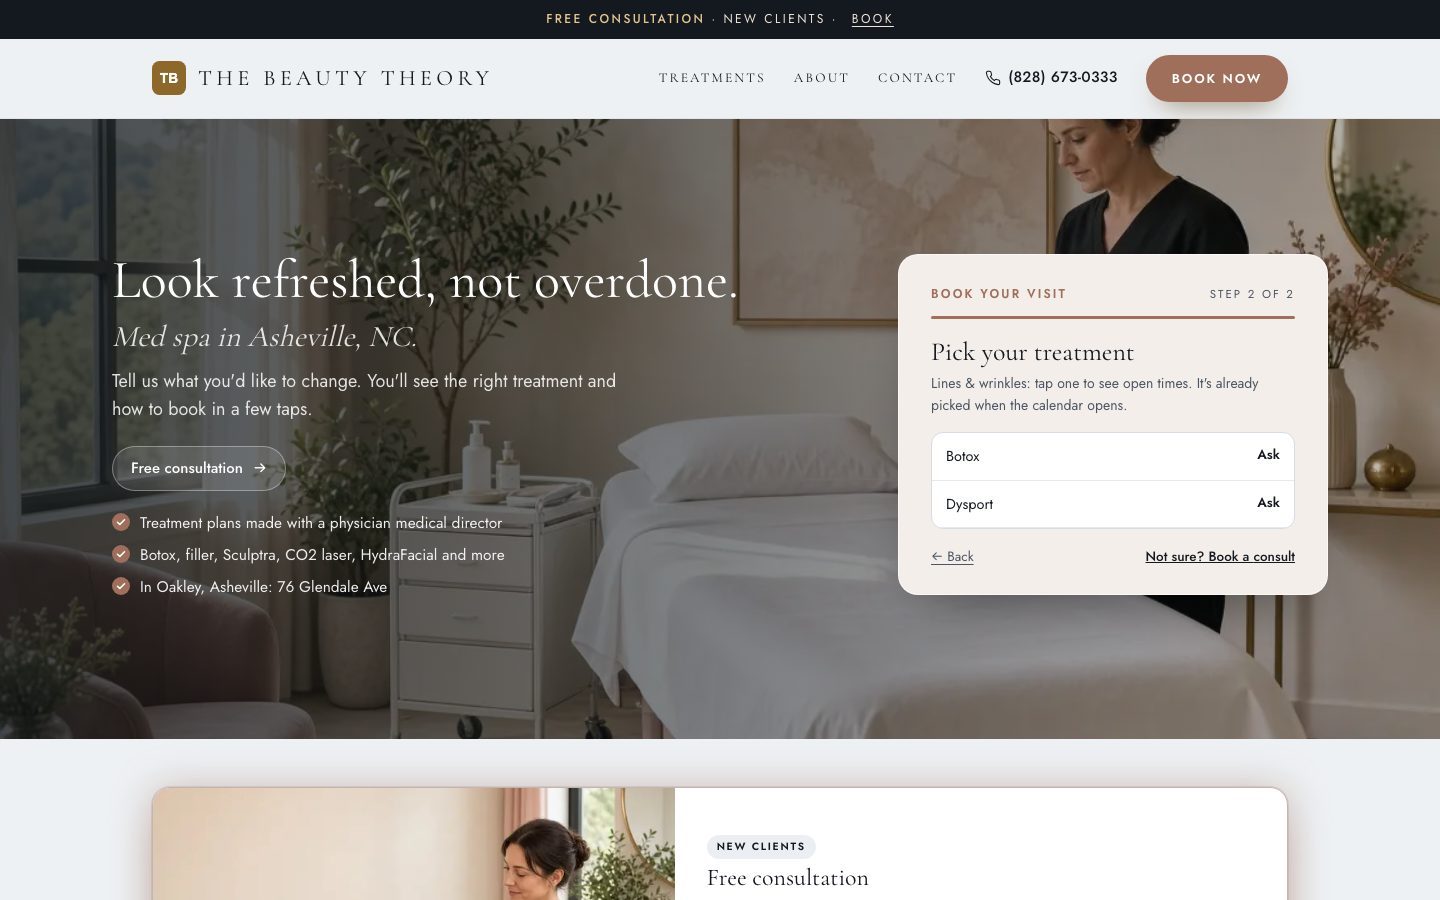 FREE CONSULTATION · NEW CLIENTS · BOOK
TB THE BEAUTY THEORY
TREATMENTS ABOUT CONTACT (828) 673-0333 BOOK NOW
Look refreshed, not overdone.
Med spa in Asheville, NC.
Tell us what you'd like to change. You'll see the right treatment and
how to book in a few taps.
Free consultation →
Treatment plans made with a physician medical director
Botox, filler, Sculptra, CO2 laser, HydraFacial and more
In Oakley, Asheville: 76 Glendale Ave
BOOK YOUR VISIT STEP 2 OF 2
Pick your treatment
Lines & wrinkles: tap one to see open times. It's already
picked when the calendar opens.
Botox Ask
Dysport Ask
← Back Not sure? Book a consult
NEW CLIENTS
Free consultation